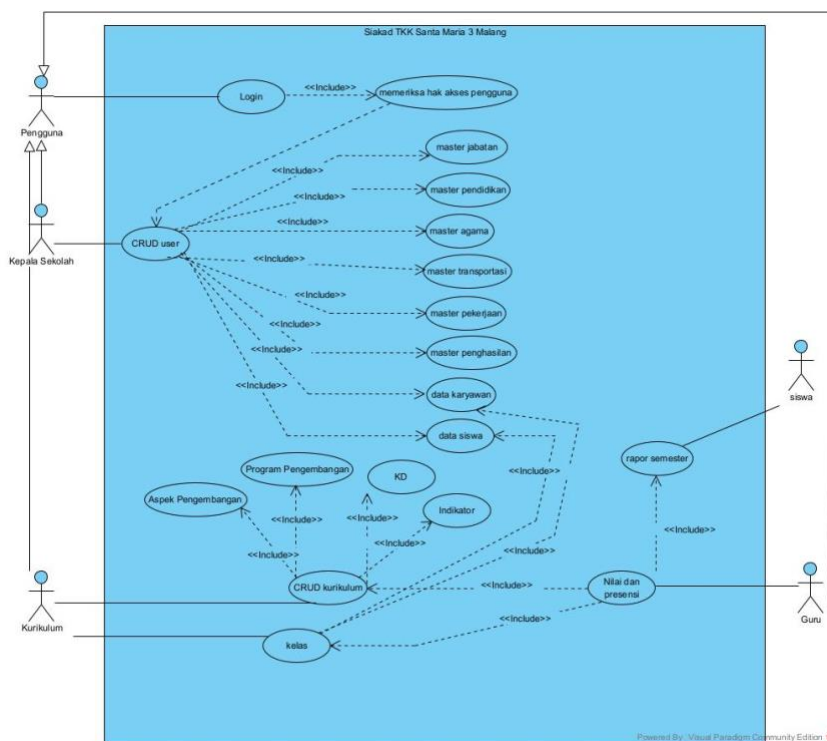 Siakad TKK Santa Maria 3 Malang
Pengguna
Login
<<Include>>
memeriksa hak akses pengguna
<<Include>>
master jabatan
<<Include>>
master pendidikan
Kepala Sekolah
CRUD user
<<Include>>
master agama
<<Include>>
master transportasi
<<Include>>
master pekerjaan
<<Include>>
master penghasilan
<<Include>>
data karyawan
<<Include>>
data siswa
siswa
rapor semester
Program Pengembangan
KD
Aspek Pengembangan
Indikator
<<Include>>
<<Include>>
<<Include>>
<<Include>>
<<Include>>
<<Include>>
<<Include>>
Kurikulum
CRUD kurikulum
<<Include>>
Nilai dan
presensi
Guru
kelas
<<Include>>
Powered By Visual Paradigm Community Edition